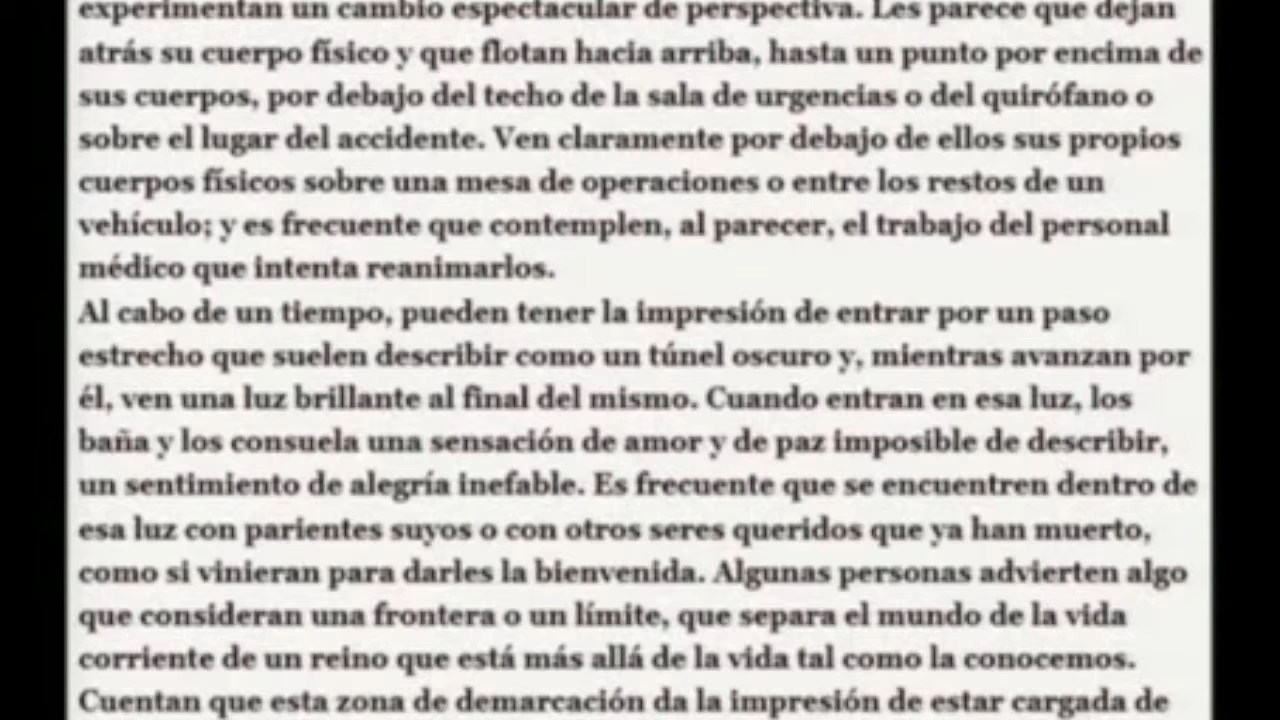 experimentan un cambio espectacular de perspectiva. Les parece que dejan
atrás su cuerpo físico y que flotan hacia arriba, hasta un punto por encima de
sus cuerpos, por debajo del techo de la sala de urgencias o del quirófano o
sobre el lugar del accidente. Ven claramente por debajo de ellos sus propios
cuerpos físicos sobre una mesa de operaciones o entre los restos de un
vehículo; y es frecuente que contemplen, al parecer, el trabajo del personal
médico que intenta reanimarlos.
Al cabo de un tiempo, pueden tener la impresión de entrar por un paso
estrecho que suelen describir como un túnel oscuro y, mientras avanzan por
él, ven una luz brillante al final del mismo. Cuando entran en esa luz, los
baña y los consuela una sensación de amor y de paz imposible de describir,
un sentimiento de alegría inefable. Es frecuente que se encuentren dentro de
esa luz con parientes suyos o con otros seres queridos que ya han muerto,
como si vinieran para darles la bienvenida. Algunas personas advierten algo
que consideran una frontera o un límite, que separa el mundo de la vida
corriente de un reino que está más allá de la vida tal como la conocemos.
Cuentan que esta zona de demarcación da la impresión de estar cargada de